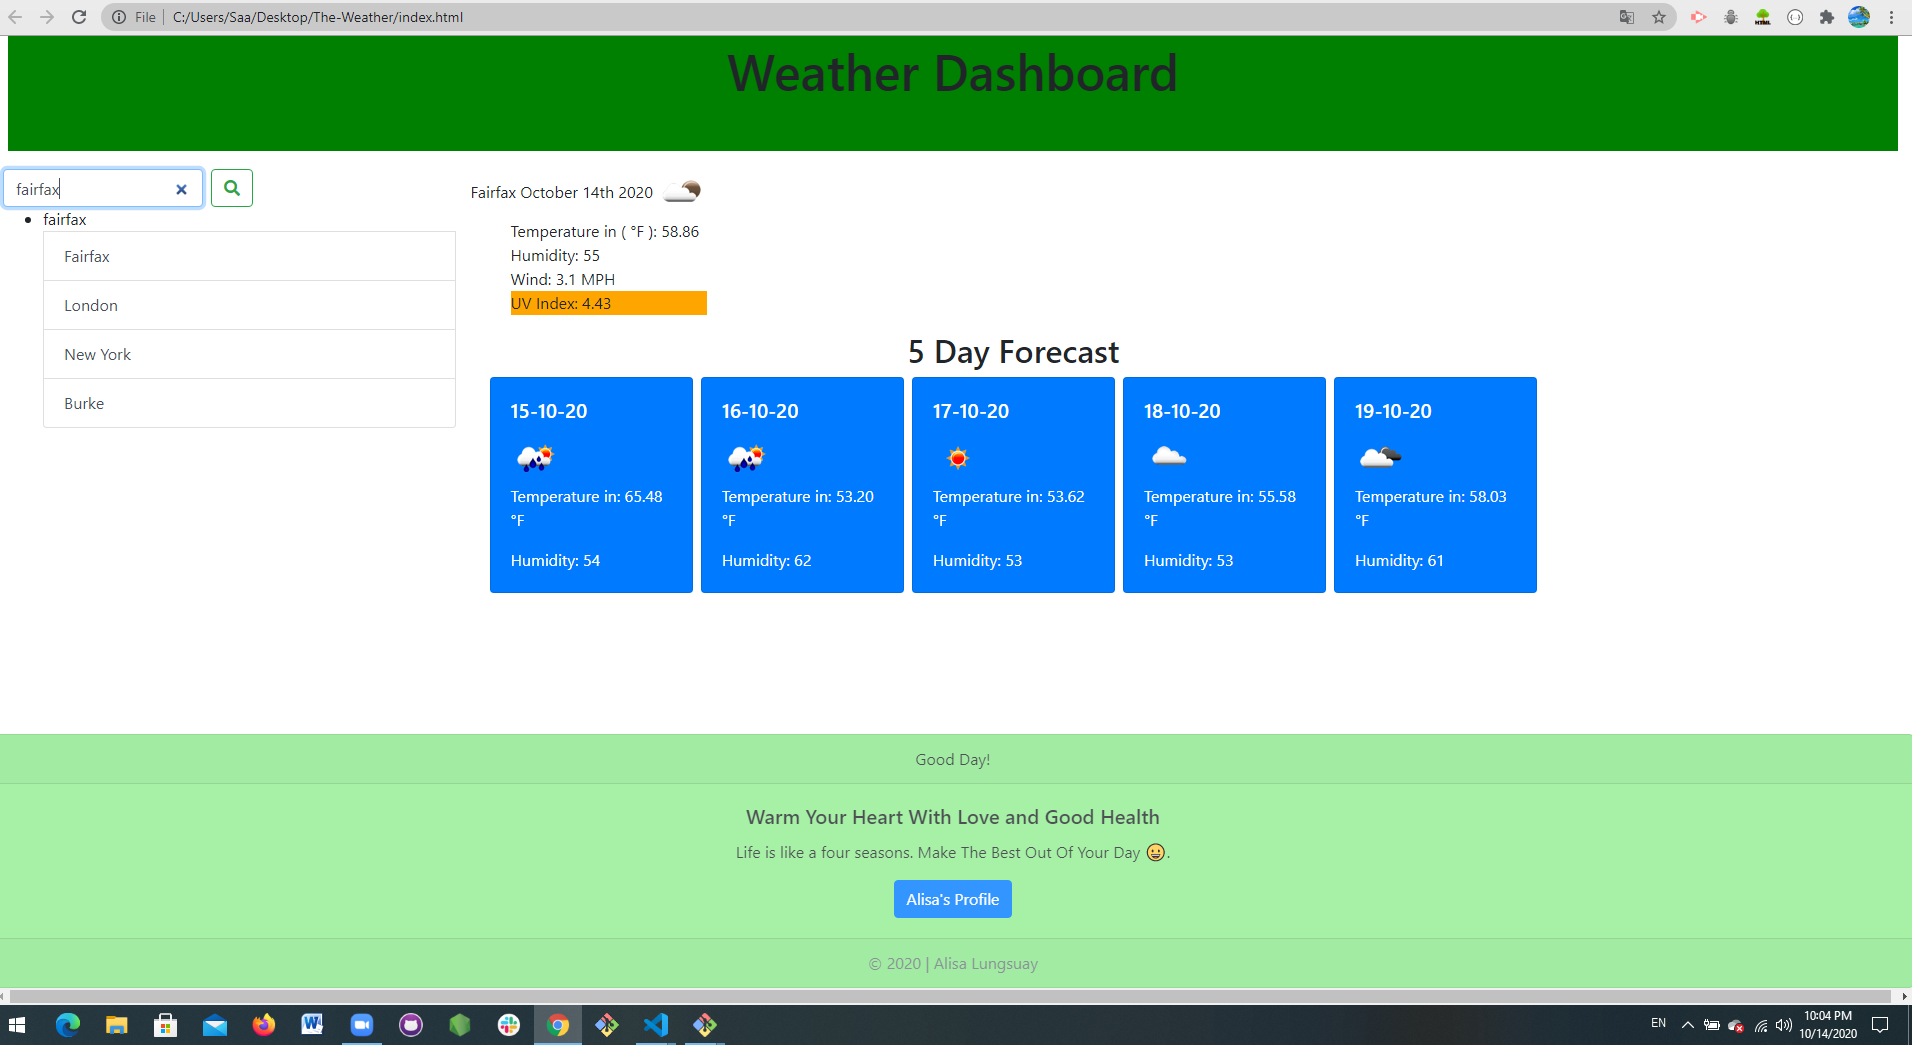 File | C:/Users/Saa/Desktop/The-Weather/index.html
Weather Dashboard
fairfax
fairfax
Fairfax
London
New York
Burke
Fairfax October 14th 2020
Temperature in ( °F ): 58.86
Humidity: 55
Wind: 3.1 MPH
UV Index: 4.43
5 Day Forecast
15-10-20
Temperature in: 65.48
°F
Humidity: 54
16-10-20
Temperature in: 53.20
°F
Humidity: 62
17-10-20
Temperature in: 53.62
°F
Humidity: 53
18-10-20
Temperature in: 55.58
°F
Humidity: 53
19-10-20
Temperature in: 58.03
°F
Humidity: 61
Good Day!
Warm Your Heart With Love and Good Health
Life is like a four seasons. Make The Best Out Of Your Day 😀.
Alisa's Profile
© 2020 | Alisa Lungsuay
EN
10:04 PM
10/14/2020